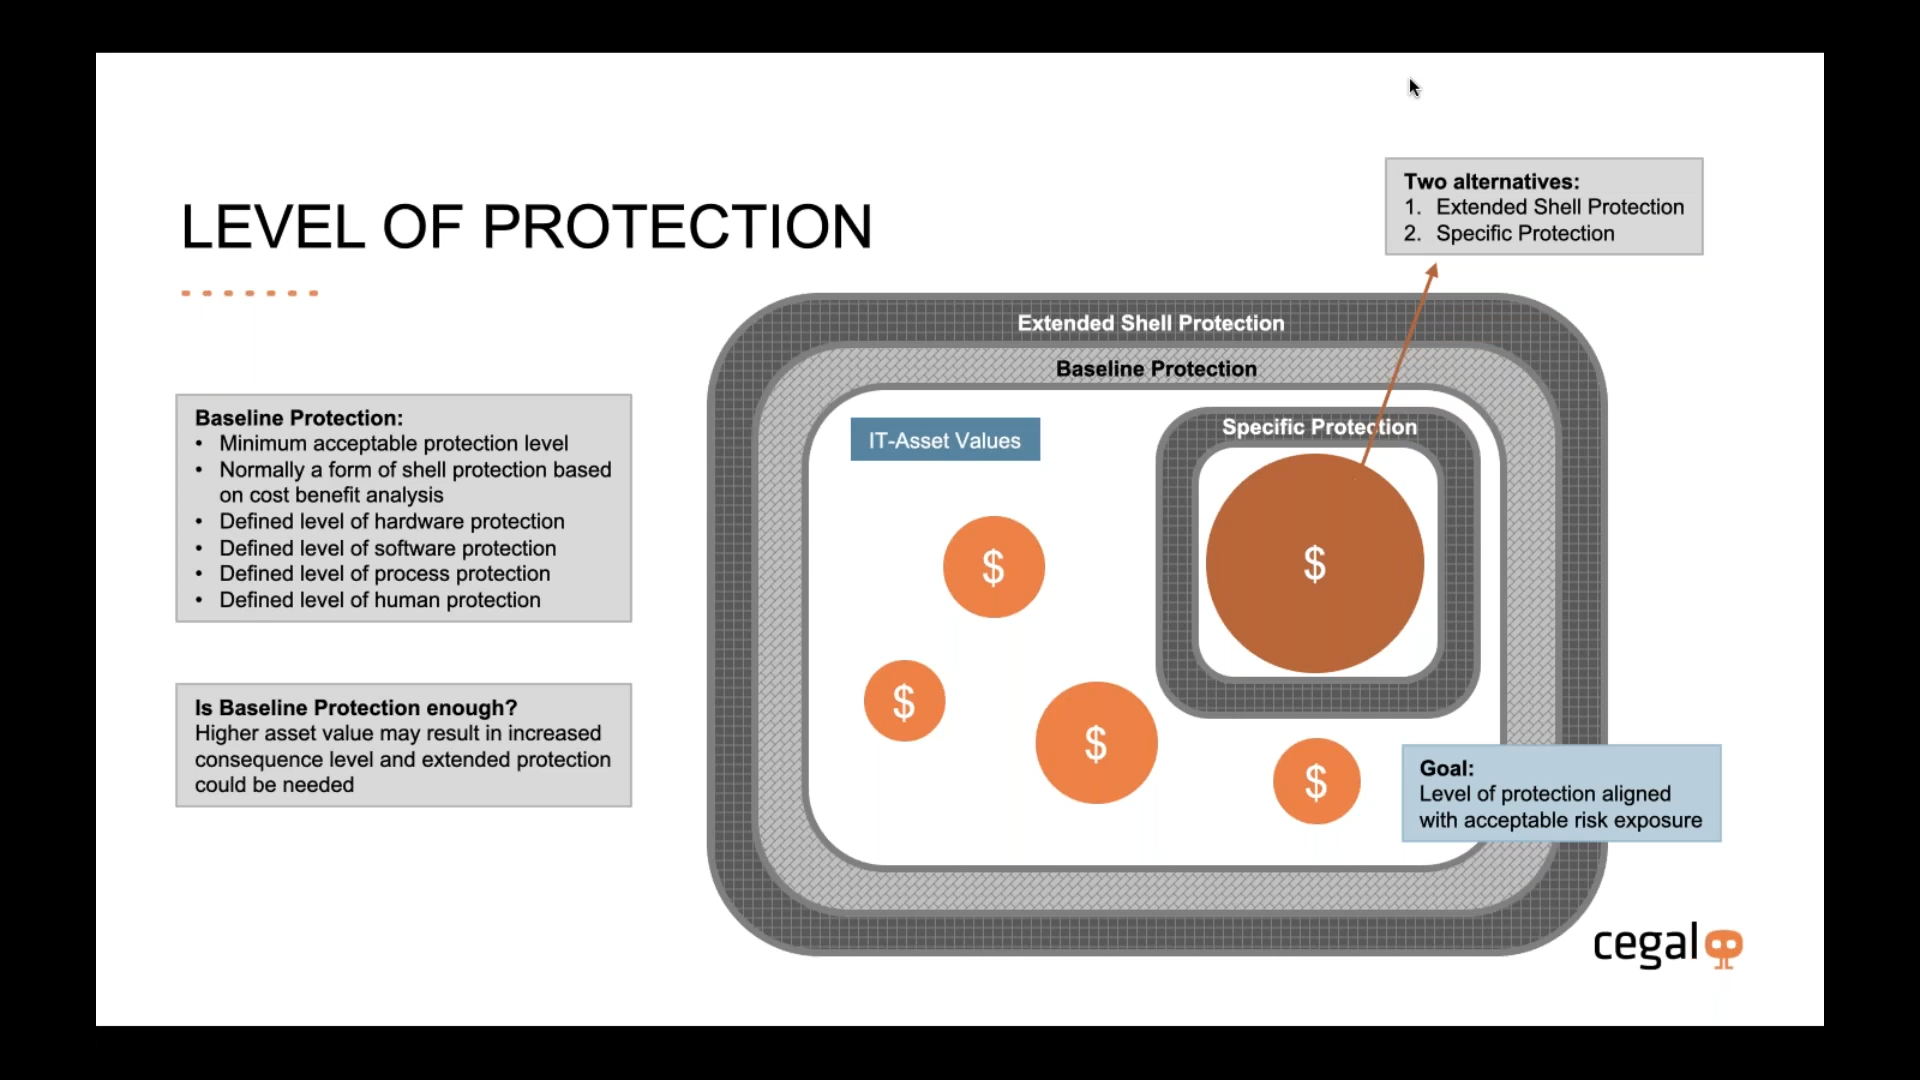 LEVEL OF PROTECTION
Two alternatives:
1. Extended Shell Protection
2. Specific Protection
Baseline Protection:
• Minimum acceptable protection level
• Normally a form of shell protection based
on cost benefit analysis
• Defined level of hardware protection
• Defined level of software protection
• Defined level of process protection
• Defined level of human protection
Is Baseline Protection enough?
Higher asset value may result in increased
consequence level and extended protection
could be needed
Extended Shell Protection
Baseline Protection
IT-Asset Values
Specific Protection
$
$
$
$
$
Goal:
Level of protection aligned
with acceptable risk exposure
cegal